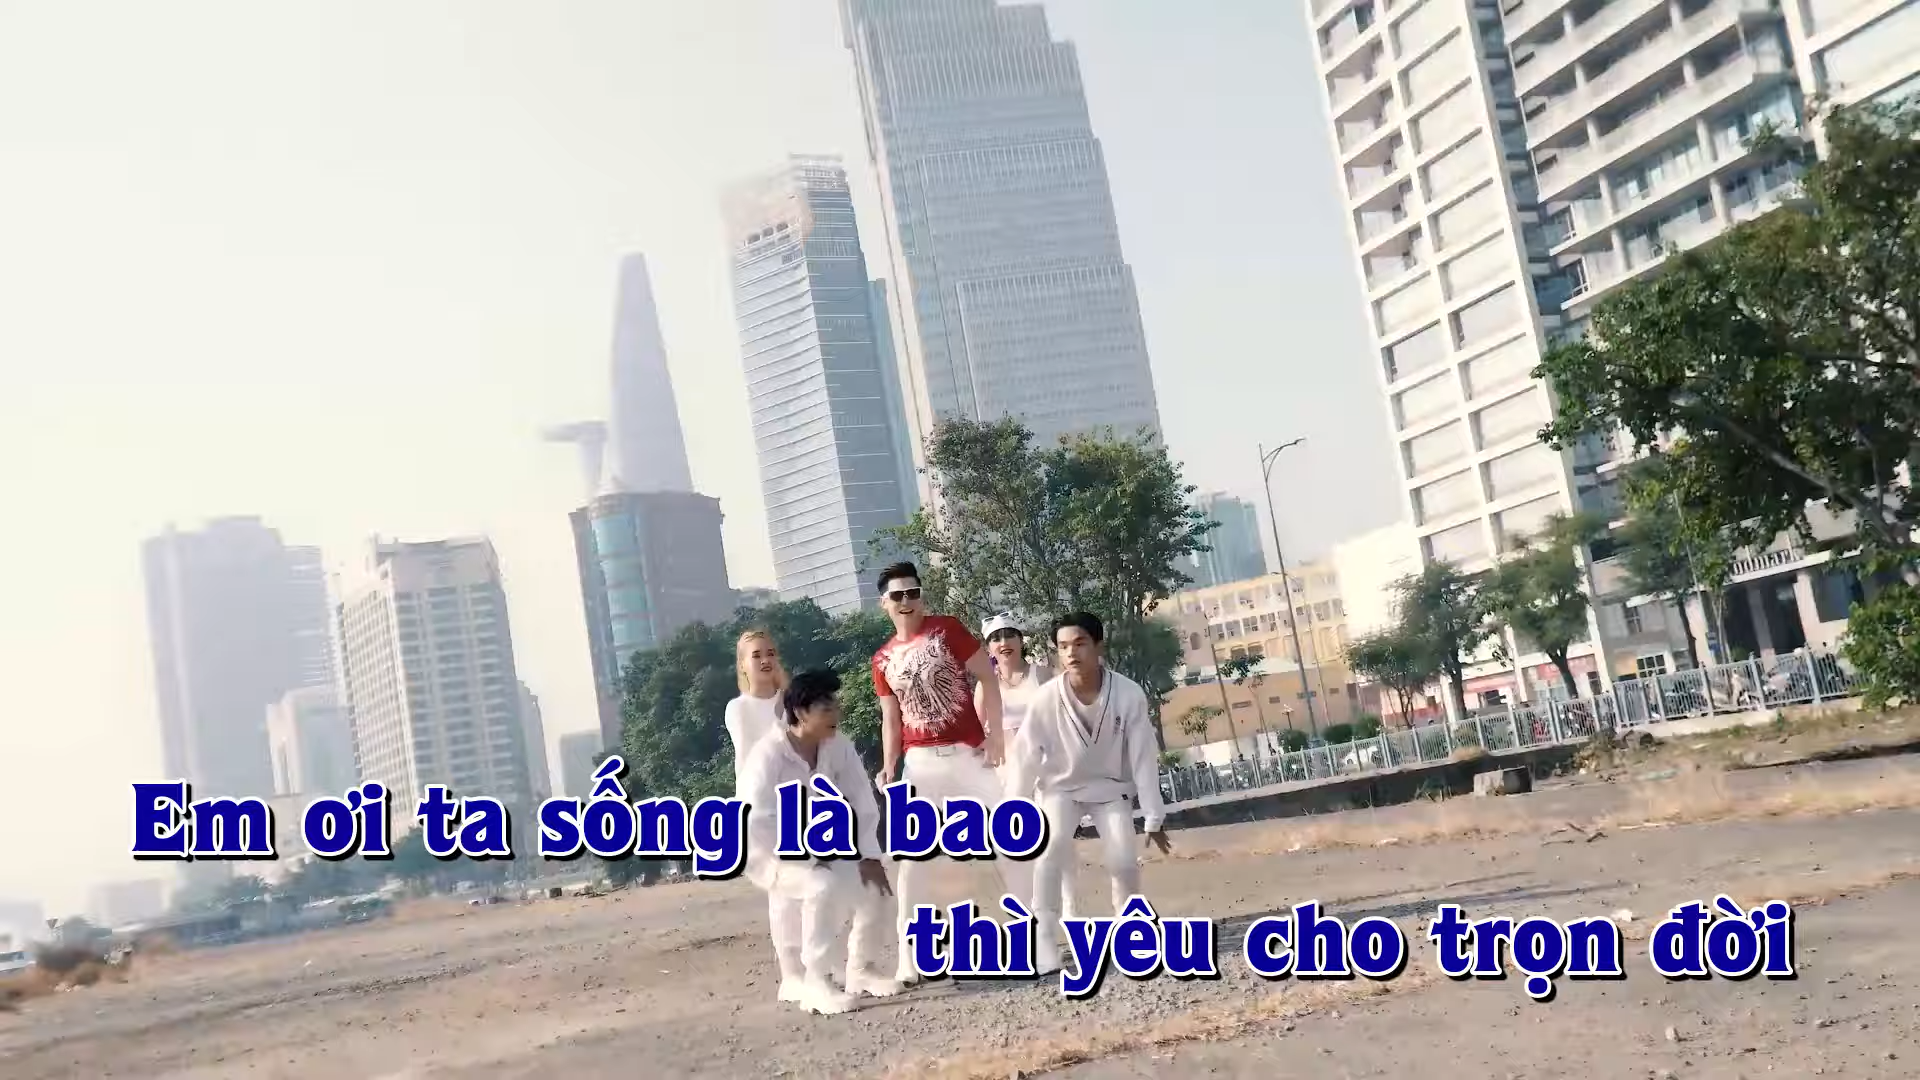 Em ơi ta sống là bao
thì yêu cho trọn đời